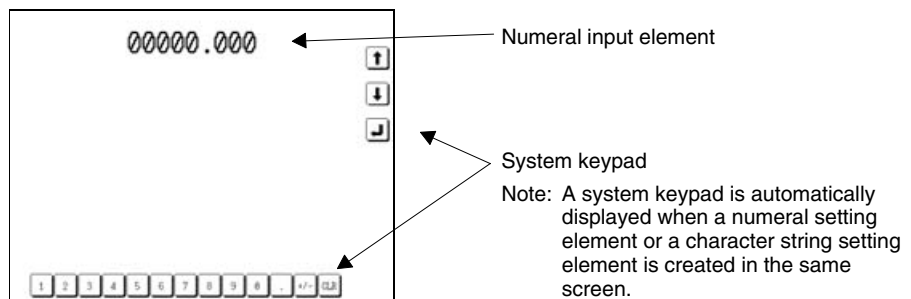 00000.000
Numeral input element
System keypad
Note: A system keypad is automatically
displayed when a numeral setting
element or a character string setting
element is created in the same
screen.
1 2 3 4 5 6 7 8 9 0 . +/- CLR